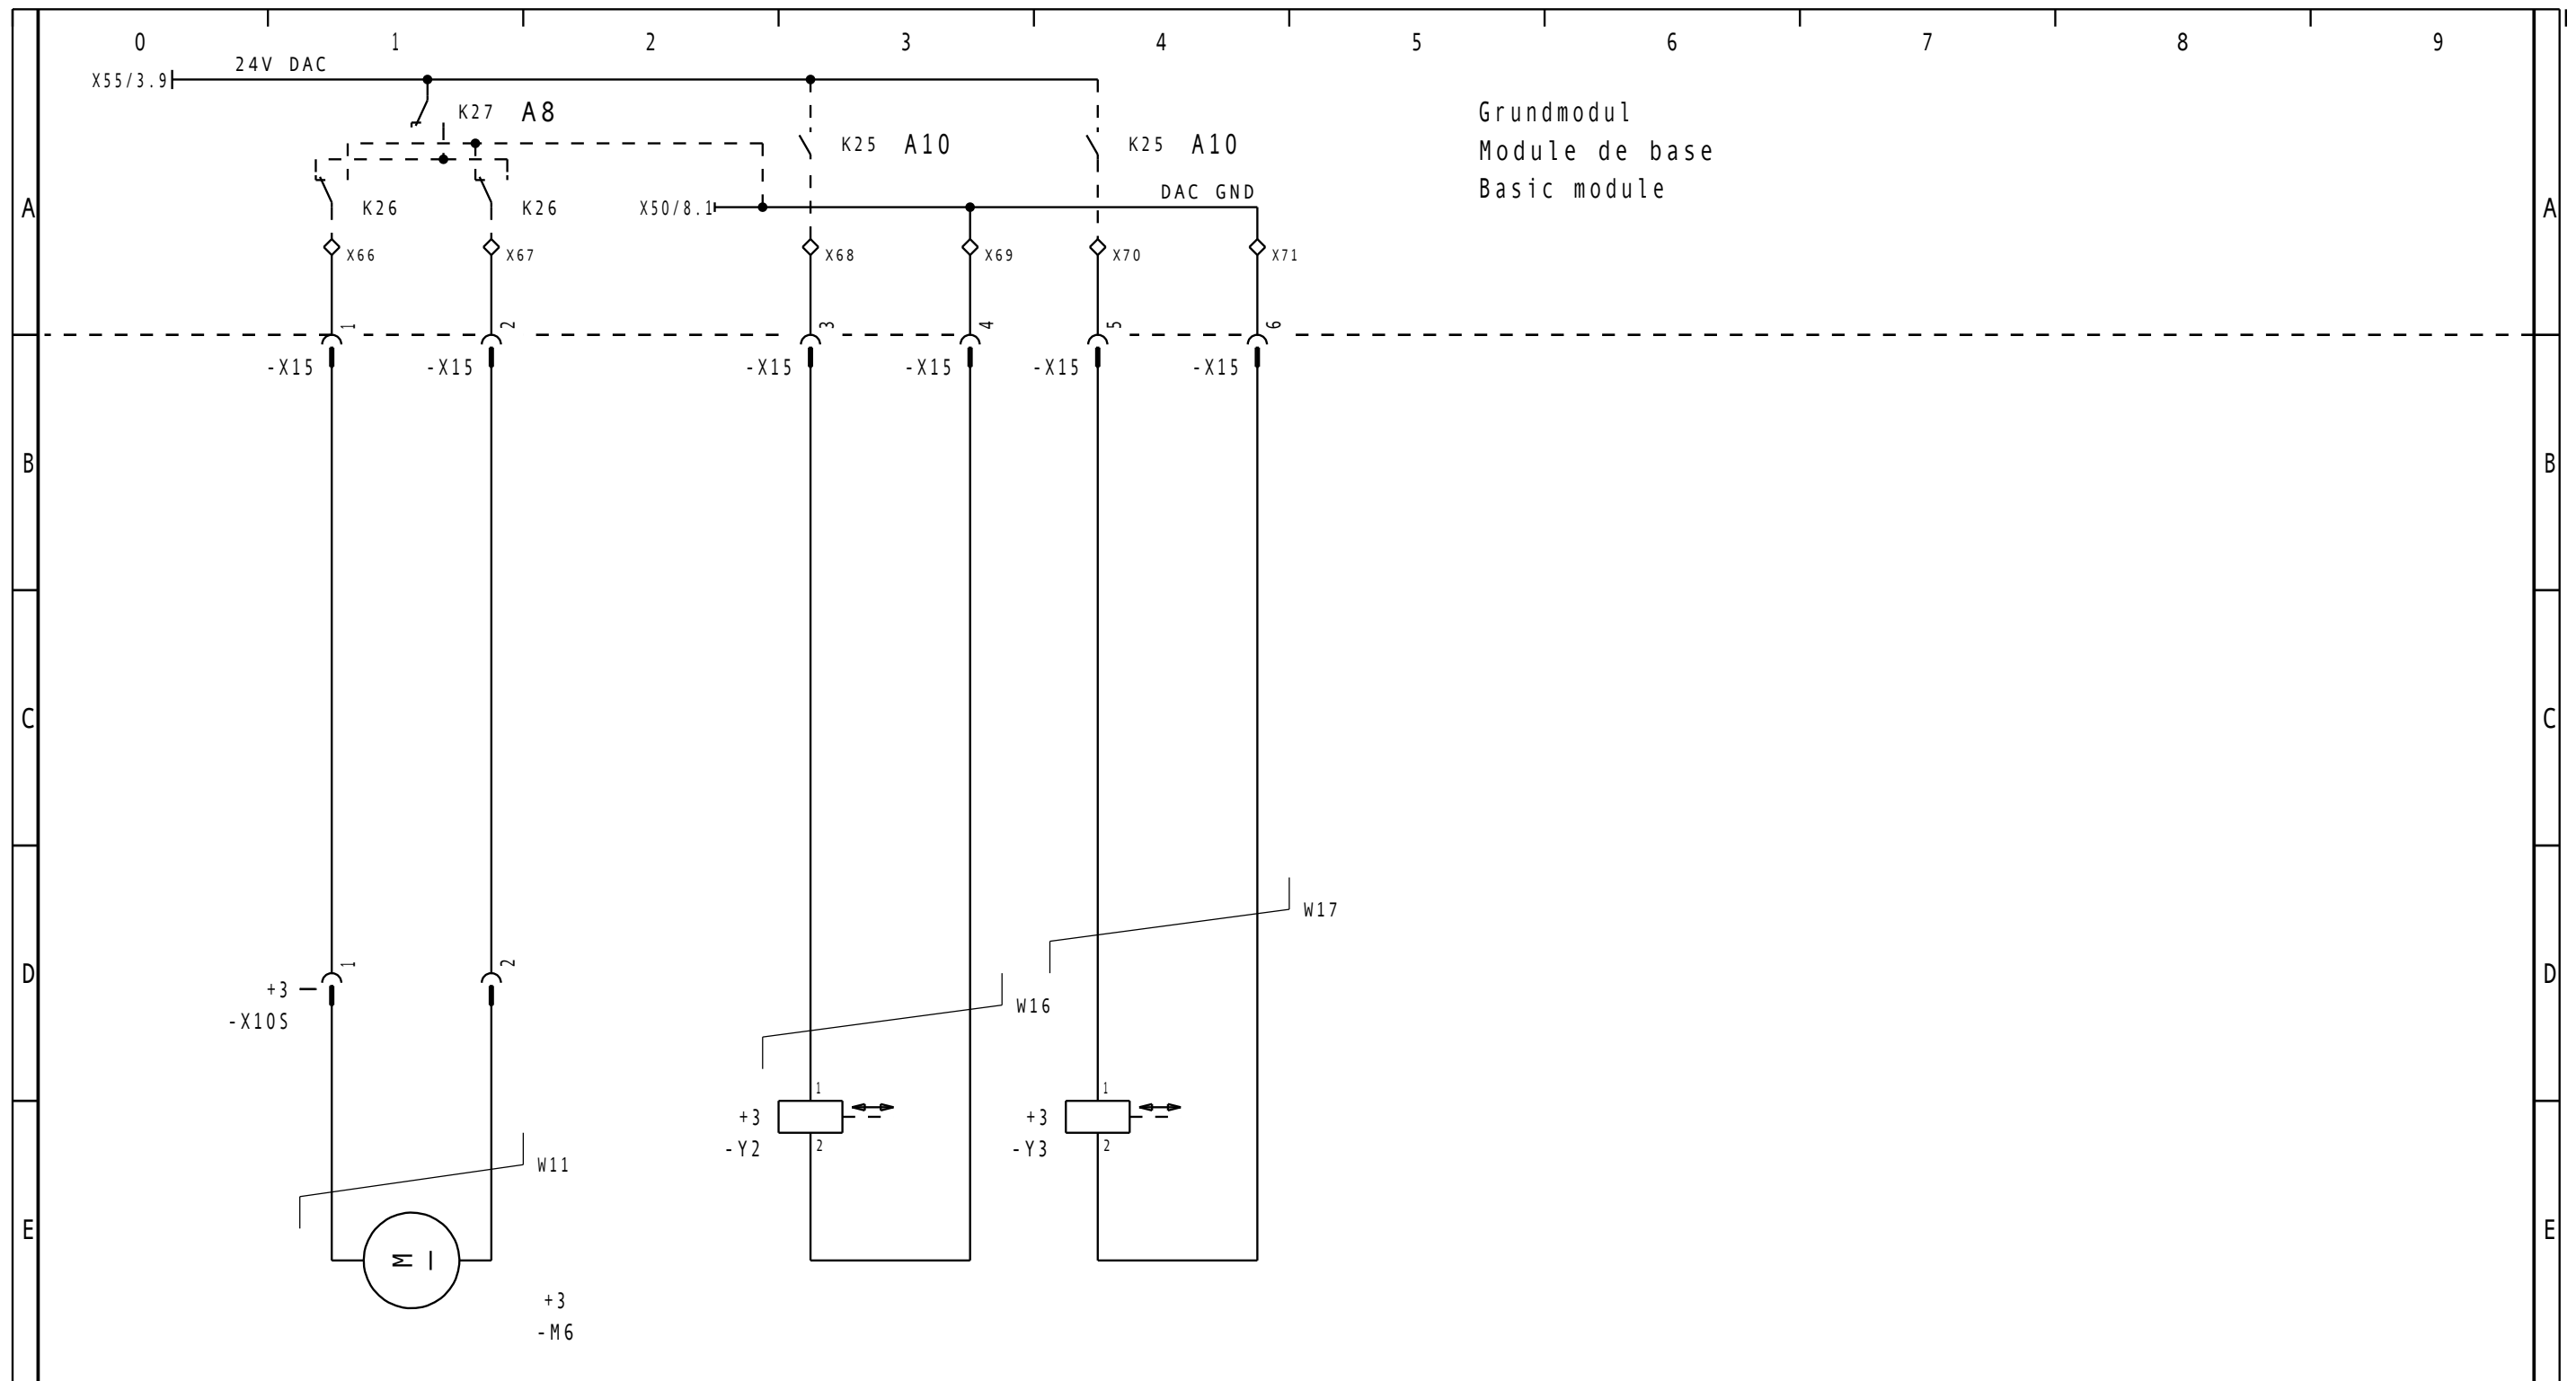 0 1 2 3 4 5 6 7 8 9
24V DAC
X55/3.9
K27 A8
K25 A10 K25 A10
Grundmodul
Module de base
Basic module
DAC GND
A K26 K26 X50/8.1 A
X66 X67 X68 X69 X70 X71
1 2 3 4 5 6
-X15 -X15 -X15 -X15 -X15 -X15
B B
C C
W17
1 2
D D
+3
W16
-X10S
1 1
+3 +3
-Y2 2 -Y3 2
W11
E E
M
+3
-M6